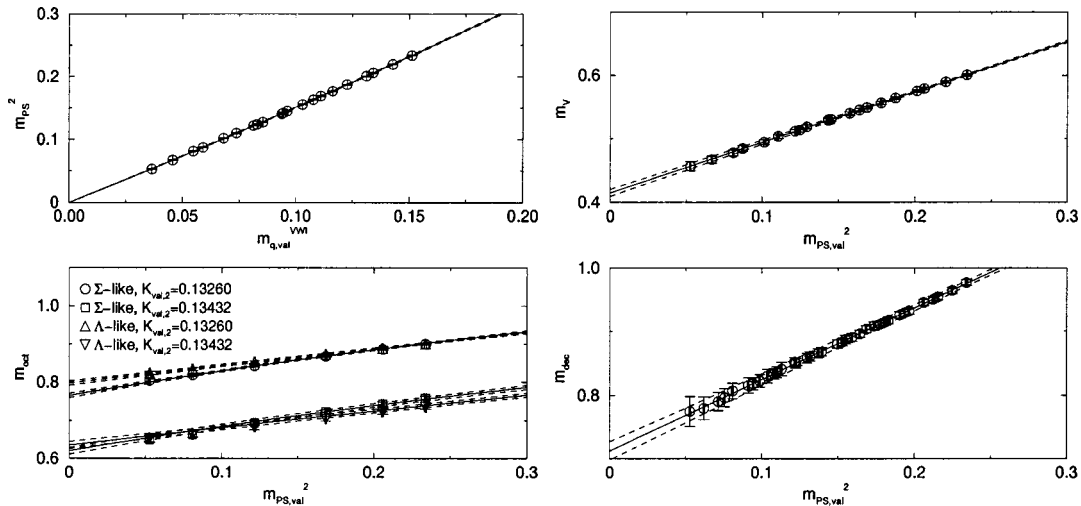 0.3
0.2
0.1
0
0.00 0.05 0.10 0.15 0.20
m_PS^2
m_q,val^VWI
0.6
0.4
0 0.1 0.2 0.3
m_V
m_PS,val^2
○ Σ-like, K_val,2=0.13260
□ Σ-like, K_val,2=0.13432
△ Λ-like, K_val,2=0.13260
▽ Λ-like, K_val,2=0.13432
1.0
0.8
0.6
0 0.1 0.2 0.3
m_oct
m_PS,val^2
1.0
0.8
0 0.1 0.2 0.3
m_dec
m_PS,val^2